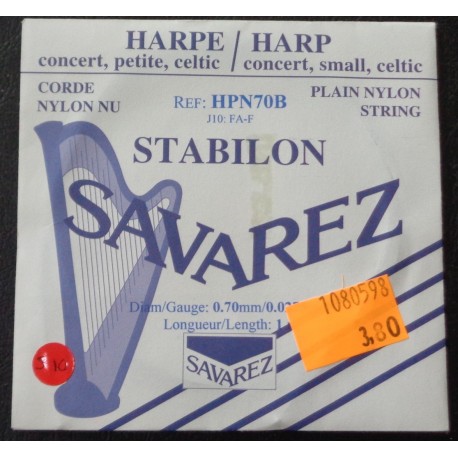 HARPE / HARP
concert, petite, celtic concert, small, celtic
CORDE
NYLON NU
REF: HPN70B
J10: FA-F
PLAIN NYLON
STRING
STABILON
SAVAREZ
Diam/Gauge: 0.70mm/0.02
Longueur/Length: 1
1080598
3,80
SAVAREZ
10